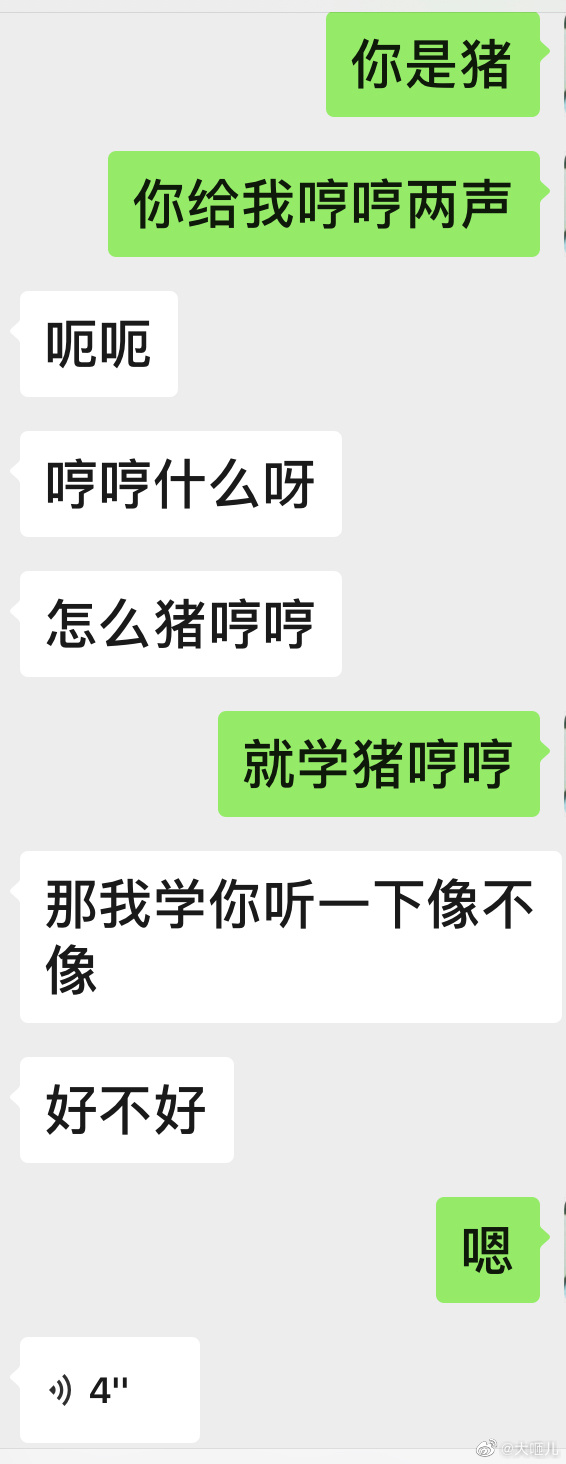 你是猪
你给我哼哼两声
呃呃
哼哼什么呀
怎么猪哼哼
就学猪哼哼
那我学你听一下像不
像
好不好
嗯
4"
@大咂儿